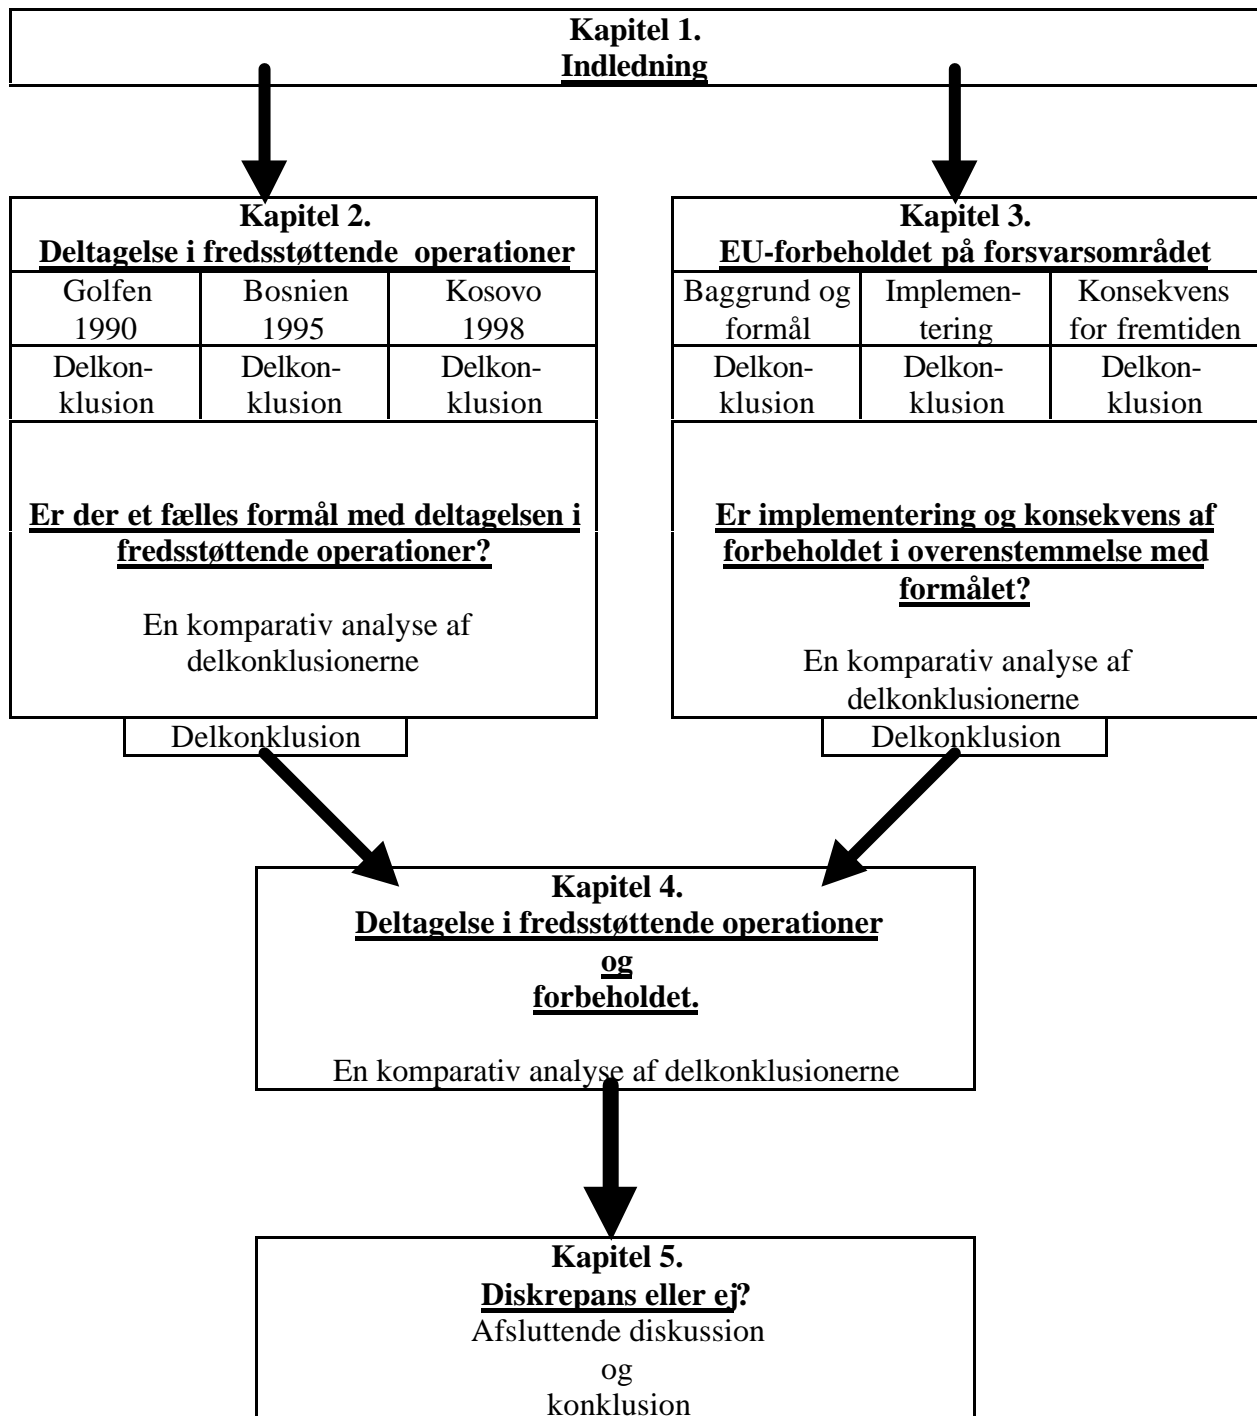 Kapitel 1.
Indledning
Kapitel 2.
Deltagelse i fredsstøttende operationer
Golfen
1990
Bosnien
1995
Kosovo
1998
Delkon-
klusion
Delkon-
klusion
Delkon-
klusion
Er der et fælles formål med deltagelsen i
fredsstøttende operationer?
En komparativ analyse af
delkonklusionerne
Delkonklusion
Kapitel 3.
EU-forbeholdet på forsvarsområdet
Baggrund og
formål
Implemen-
tering
Konsekvens
for fremtiden
Delkon-
klusion
Delkon-
klusion
Delkon-
klusion
Er implementering og konsekvens af
forbeholdet i overenstemmelse med
formålet?
En komparativ analyse af
delkonklusionerne
Delkonklusion
Kapitel 4.
Deltagelse i fredsstøttende operationer
og
forbeholdet.
En komparativ analyse af delkonklusionerne
Kapitel 5.
Diskrepans eller ej?
Afsluttende diskussion
og
konklusion